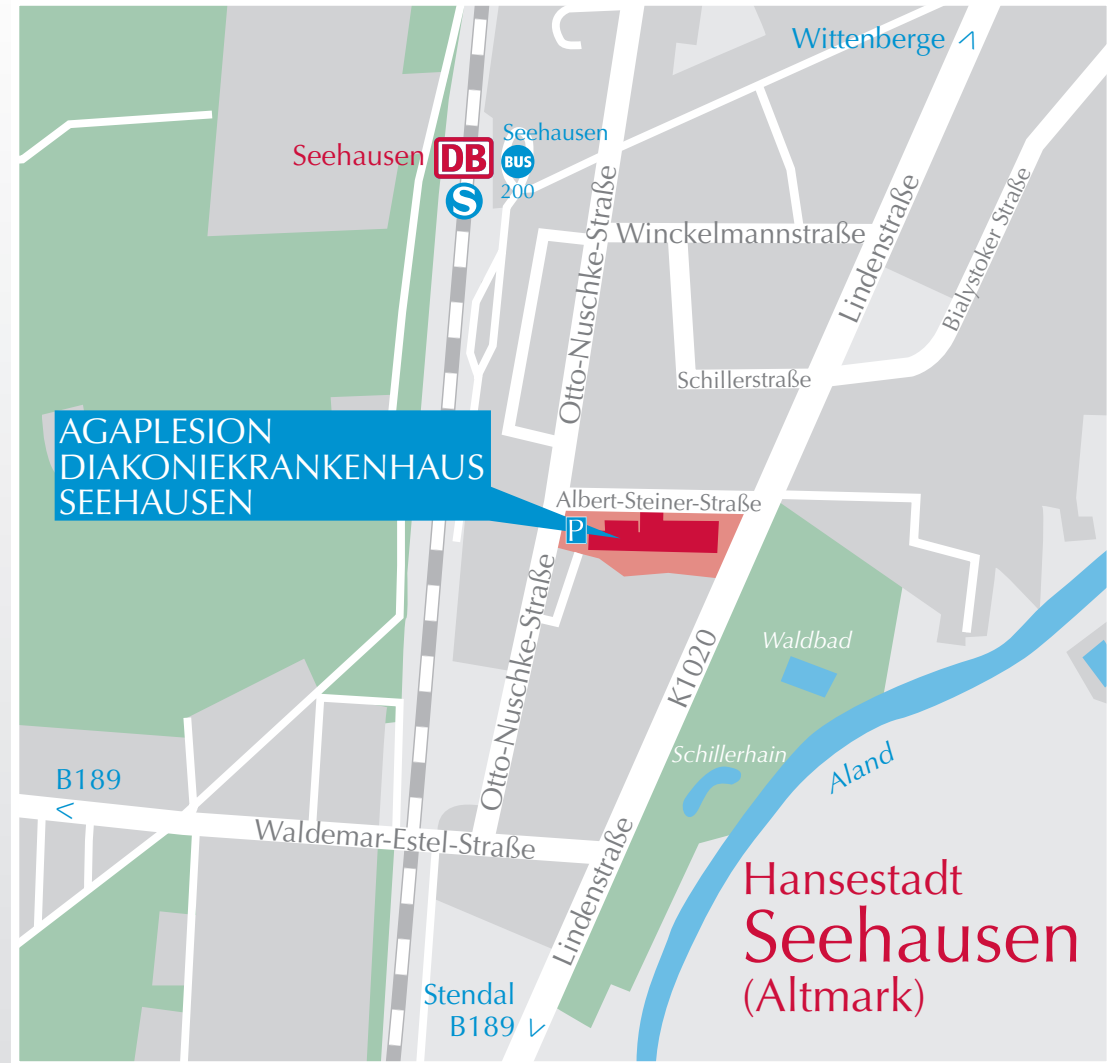 Wittenberge
Seehausen
DB
S
Seehausen
BUS
200
Otto-Nuschke-Straße
Winckelmannstraße
Lindenstraße
Bialystoker Straße
Schillerstraße
AGAPLESION
DIAKONIEKRANKENHAUS
SEEHAUSEN
Albert-Steiner-Straße
P
Otto-Nuschke-Straße
K1020
Waldbad
Schillerhain
Aland
B189
Waldemar-Estel-Straße
Lindenstraße
Hansestadt
Seehausen
(Altmark)
Stendal
B189